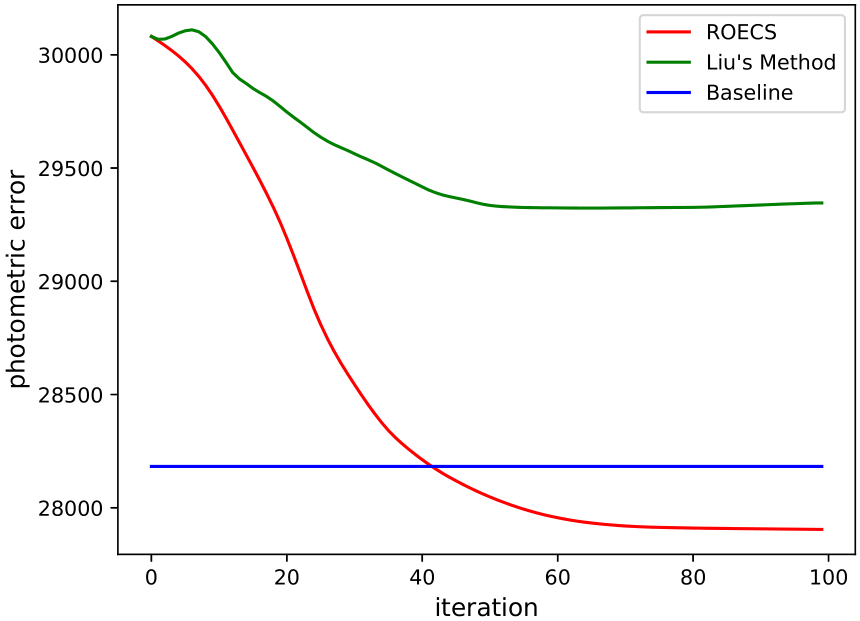 ROECS
Liu's Method
Baseline
photometric error
30000
29500
29000
28500
28000
0 20 40 60 80 100
iteration